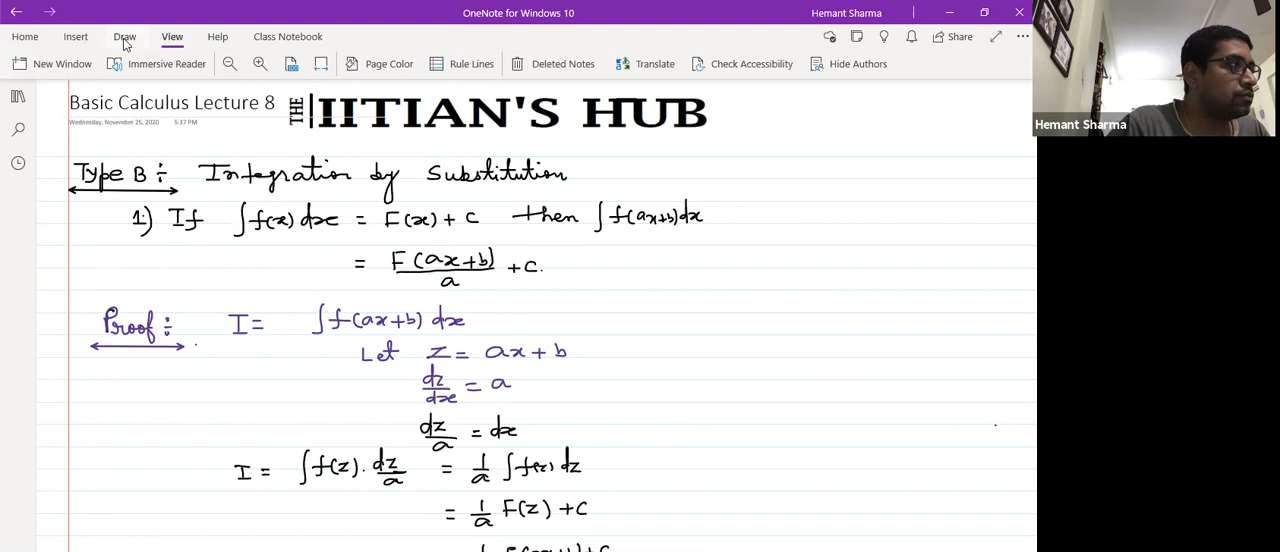 OneNote for Windows 10
Hemant Sharma
Home Insert Draw View Help Class Notebook Share
New Window Immersive Reader Page Color Rule Lines Deleted Notes Translate Check Accessibility Hide Authors
Basic Calculus Lecture 8
Wednesday, November 25, 2020 5:17 PM
THE IITIAN'S HUB
Hemant Sharma
Type B :- Integration by Substitution
1.) If ∫f(x) dx = F(x) + C then ∫f(ax+b)dx
= F(ax+b)/a + C.
Proof :- I = ∫f(ax+b) dx
Let z = ax + b
dz/dx = a
dz/a = dx
I = ∫f(z). dz/a = 1/a ∫f(z) dz
= 1/a F(z) + C